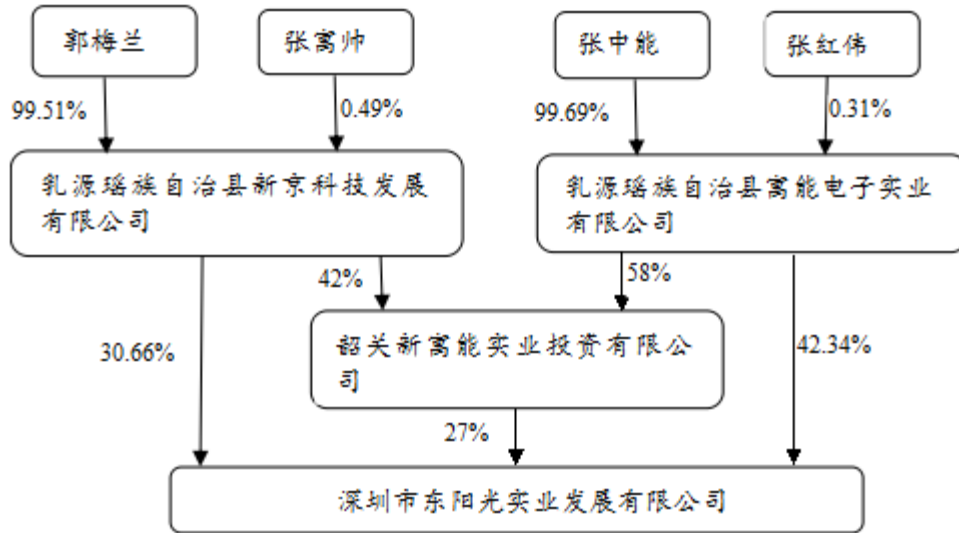 郭梅兰
张寓帅
张中能
张红伟
99.51%
0.49%
99.69%
0.31%
乳源瑶族自治县新京科技发展
有限公司
乳源瑶族自治县寓能电子实业
有限公司
42%
58%
30.66%
韶关新寓能实业投资有限公
司
42.34%
27%
深圳市东阳光实业发展有限公司